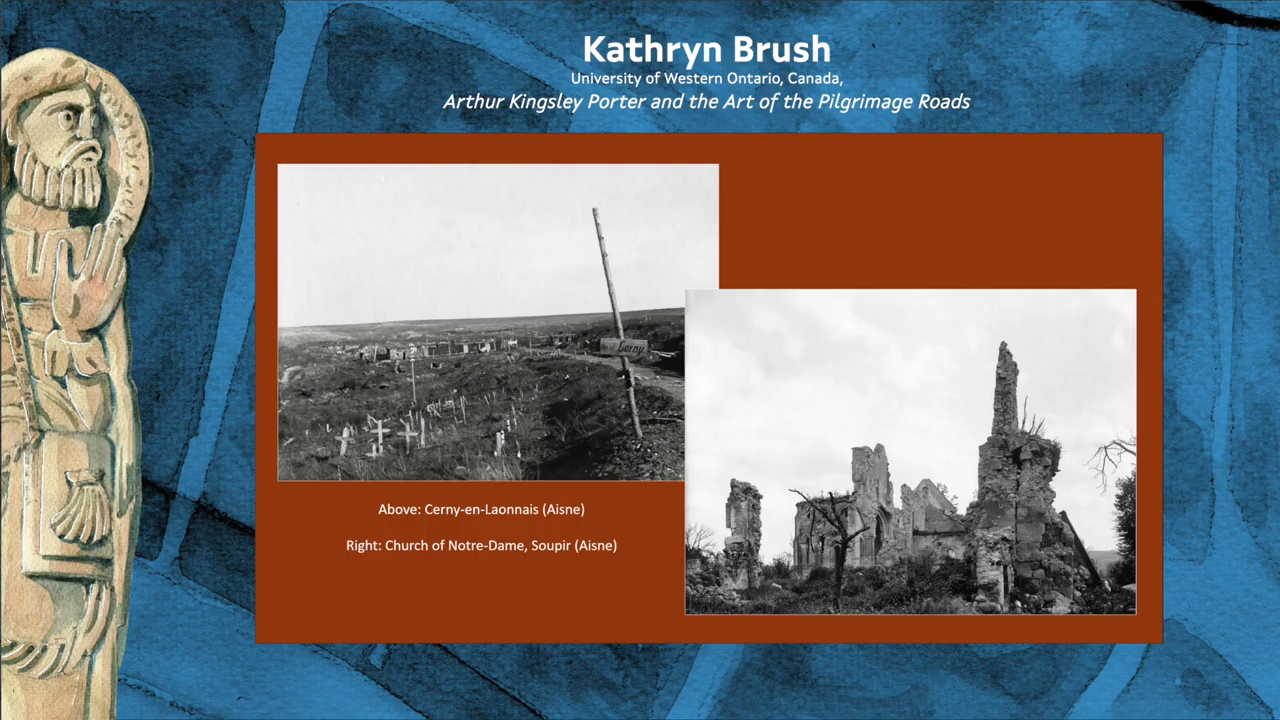 Kathryn Brush
University of Western Ontario, Canada,
Arthur Kingsley Porter and the Art of the Pilgrimage Roads
Cerny
Above: Cerny-en-Laonnais (Aisne)
Right: Church of Notre-Dame, Soupir (Aisne)